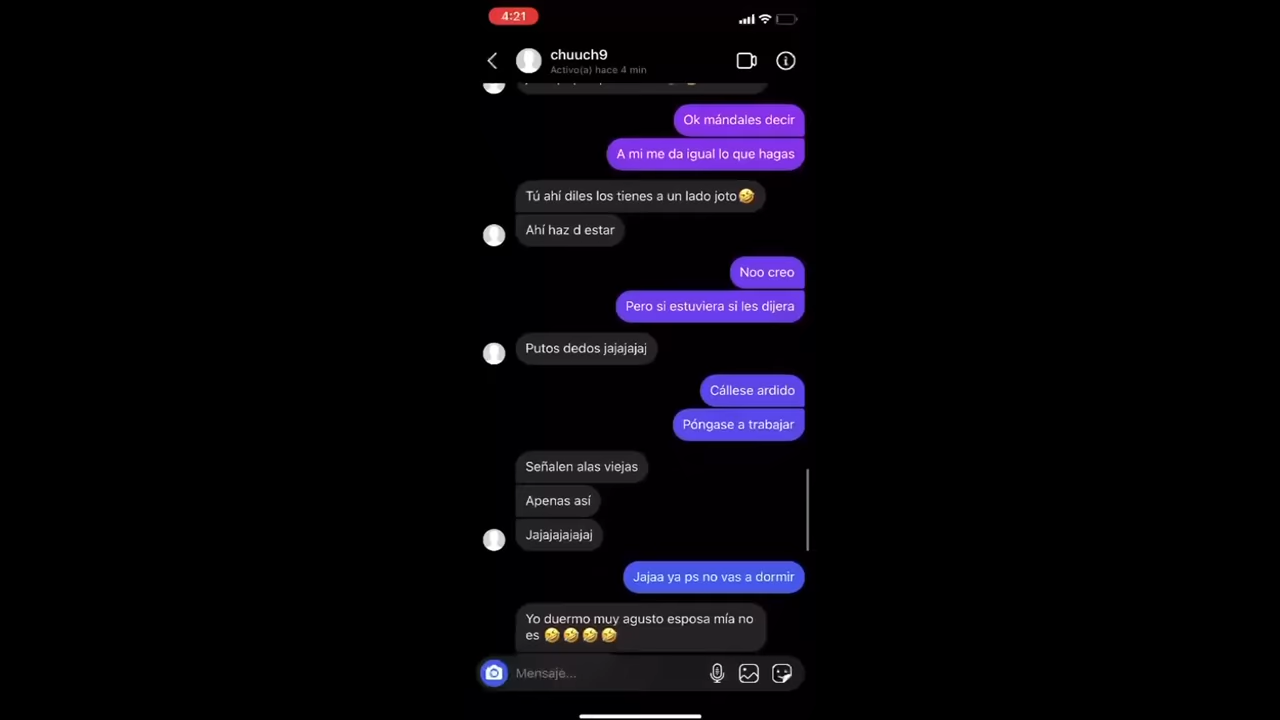 4:21
chuuch9
Activo(a) hace 4 min
Ok mándales decir
A mi me da igual lo que hagas
Tú ahí diles los tienes a un lado joto🤣
Ahí haz d estar
Noo creo
Pero si estuviera si les dijera
Putos dedos jajajajaj
Cállese ardido
Póngase a trabajar
Señalen alas viejas
Apenas así
Jajajajajajaj
Jajaa ya ps no vas a dormir
Yo duermo muy agusto esposa mía no
es 🤣🤣🤣🤣
Mensaje...